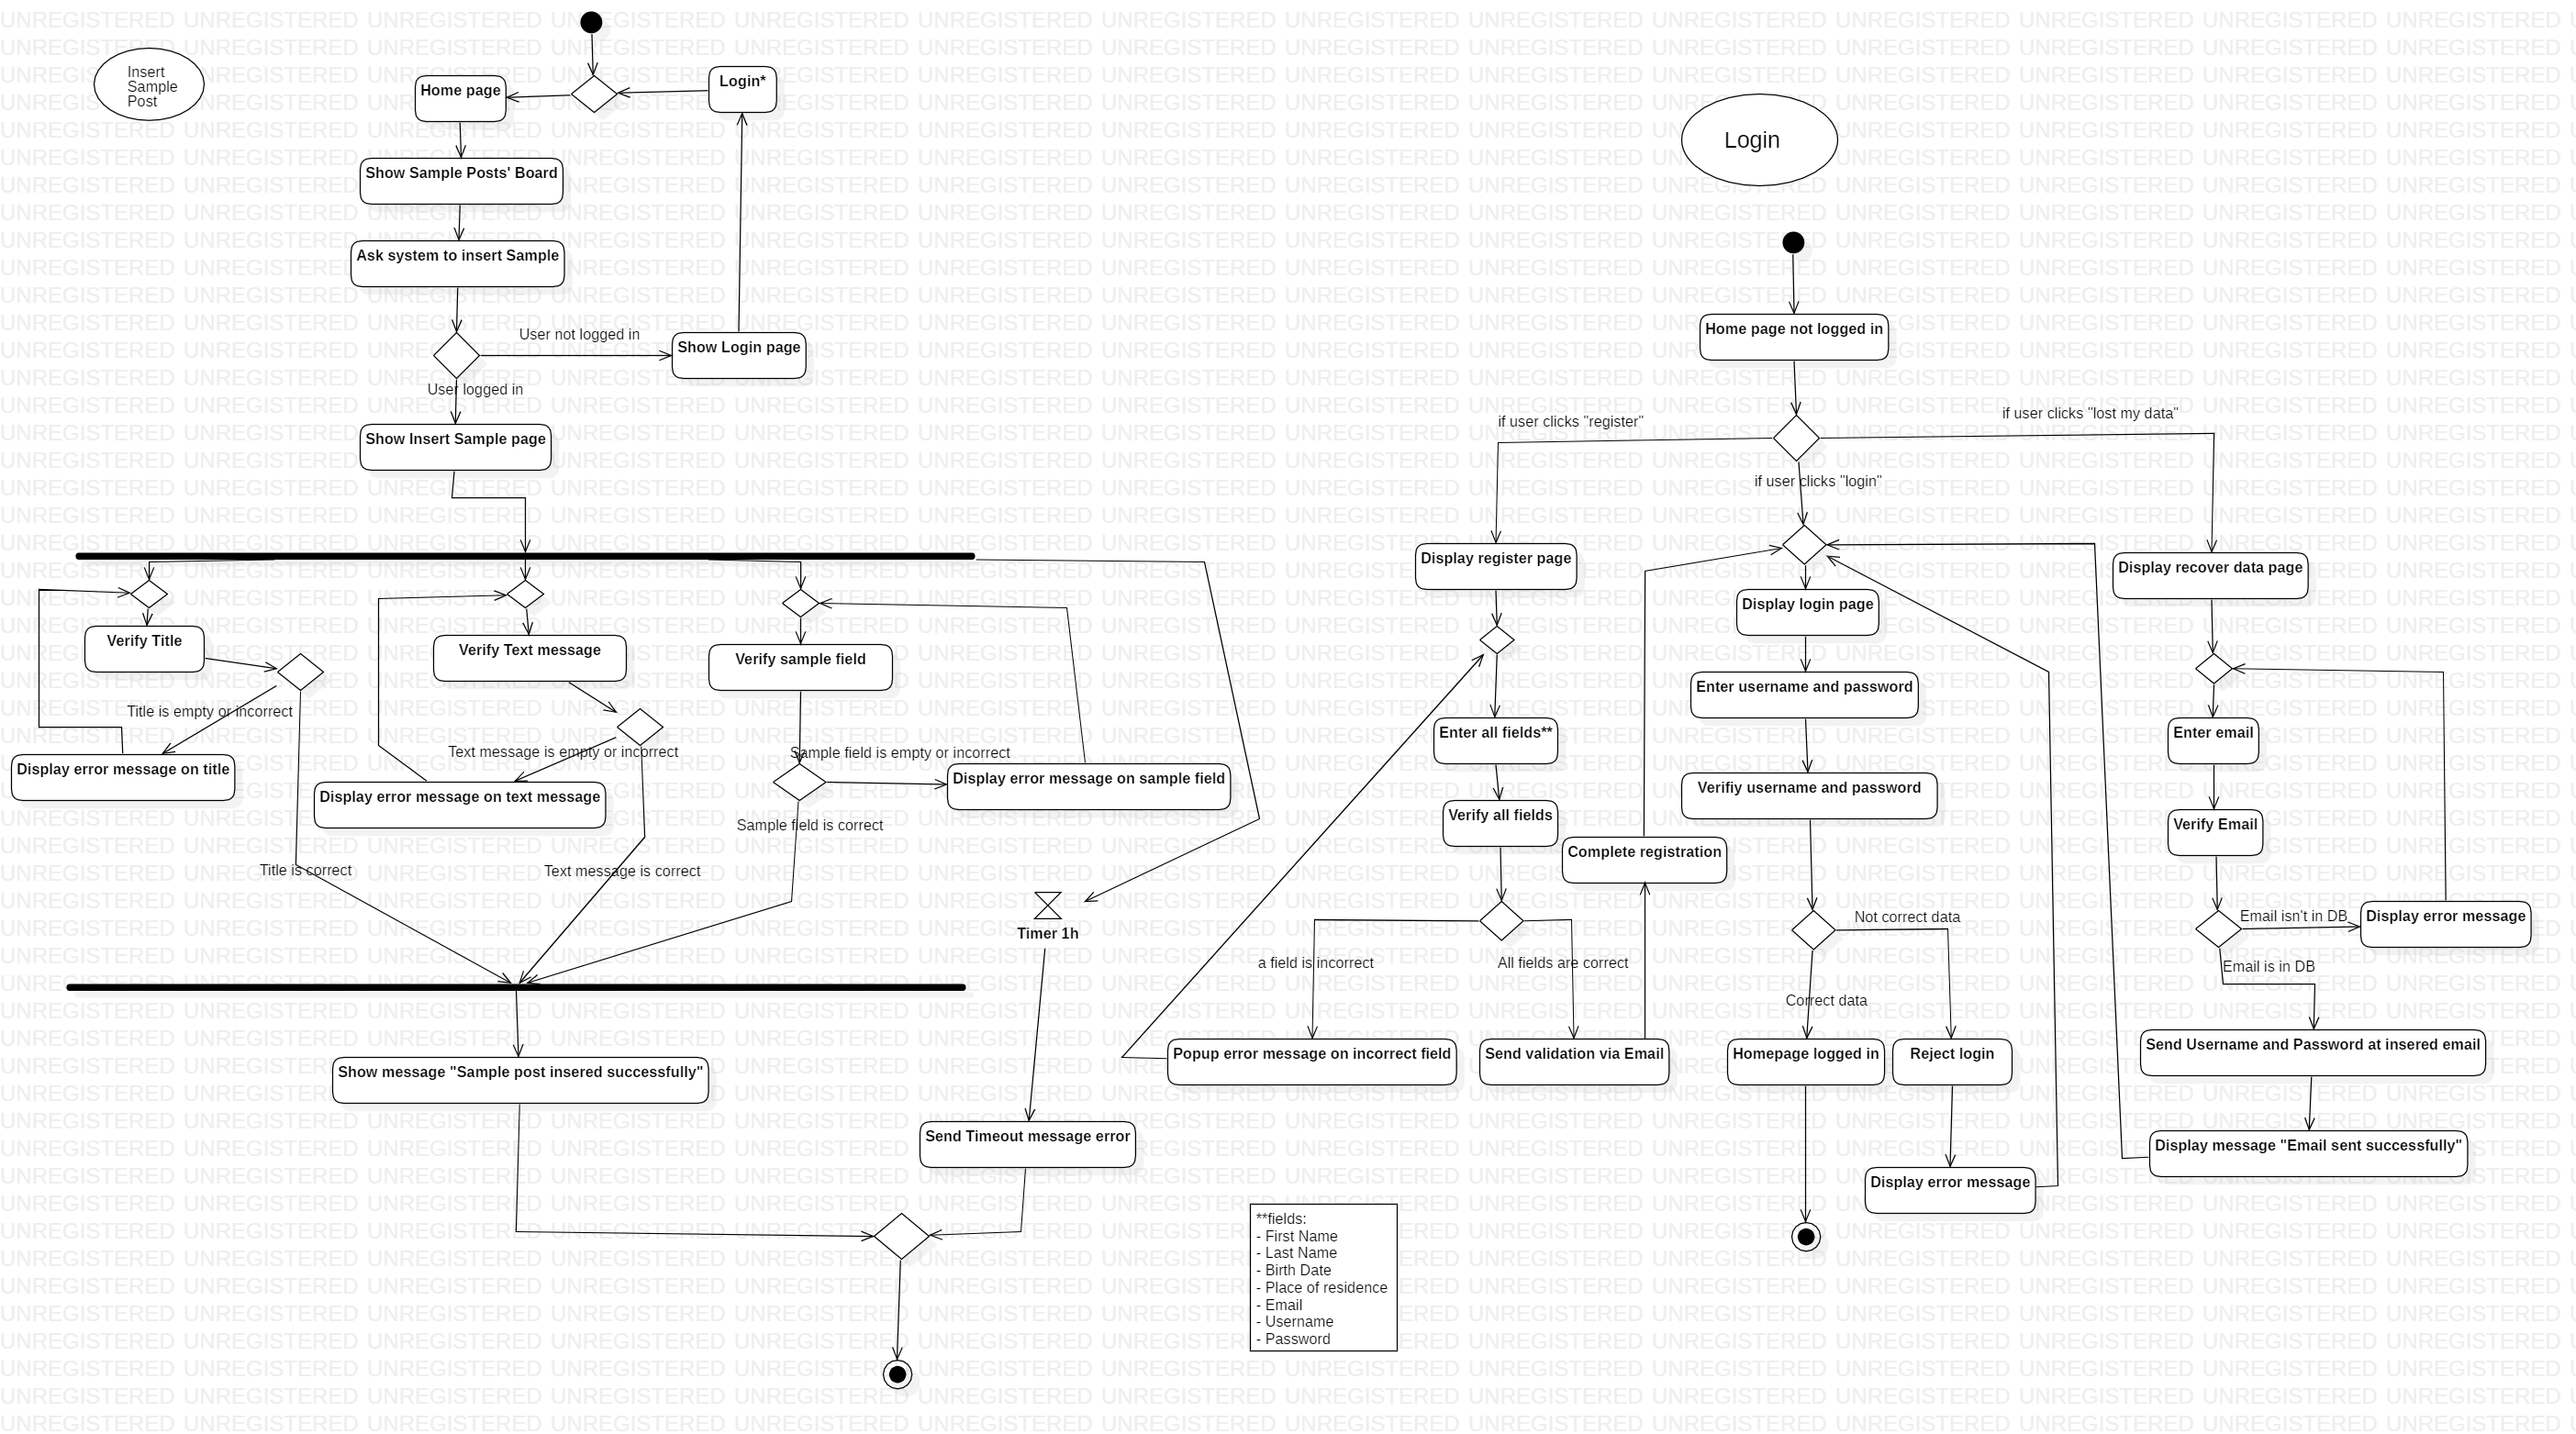 Insert
Sample
Post
Home page
Login*
Show Sample Posts' Board
Ask system to insert Sample
User not logged in
Show Login page
User logged in
Show Insert Sample page
Verify Title
Verify Text message
Verify sample field
Title is empty or incorrect
Text message is empty or incorrect
Sample field is empty or incorrect
Display error message on title
Display error message on text message
Display error message on sample field
Sample field is correct
Title is correct
Text message is correct
Timer 1h
Show message "Sample post insered successfully"
Send Timeout message error
Login
Home page not logged in
if user clicks "register"
if user clicks "lost my data"
if user clicks "login"
Display register page
Display login page
Display recover data page
Enter username and password
Enter all fields**
Enter email
Verifiy username and password
Verify all fields
Verify Email
Complete registration
Not correct data
Email isn't in DB
Display error message
a field is incorrect
All fields are correct
Email is in DB
Correct data
Popup error message on incorrect field
Send validation via Email
Homepage logged in
Reject login
Send Username and Password at insered email
Display message "Email sent successfully"
Display error message
**fields:
- First Name
- Last Name
- Birth Date
- Place of residence
- Email
- Username
- Password
UNREGISTERED